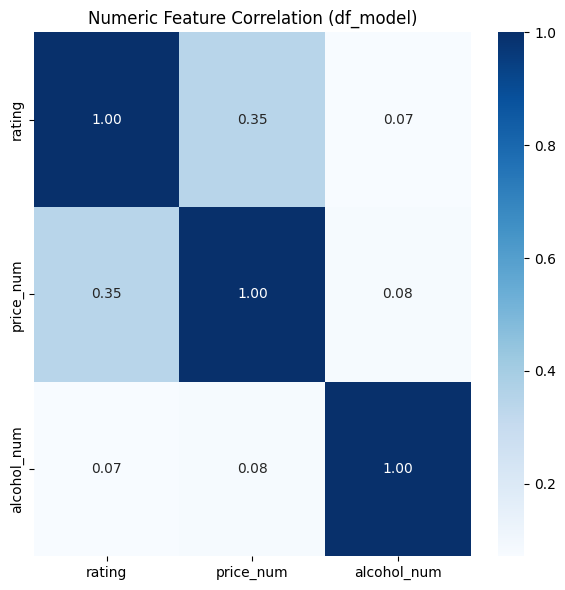 Numeric Feature Correlation (df_model)
rating
1.00
0.35
0.07
price_num
0.35
1.00
0.08
alcohol_num
0.07
0.08
1.00
rating
price_num
alcohol_num
1.0
0.8
0.6
0.4
0.2